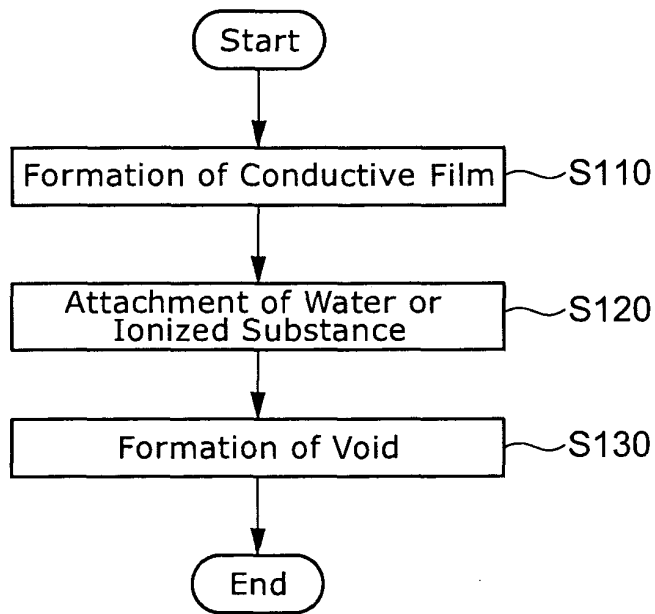 Start
Formation of Conductive Film
S110
Attachment of Water or
Ionized Substance
S120
Formation of Void
S130
End